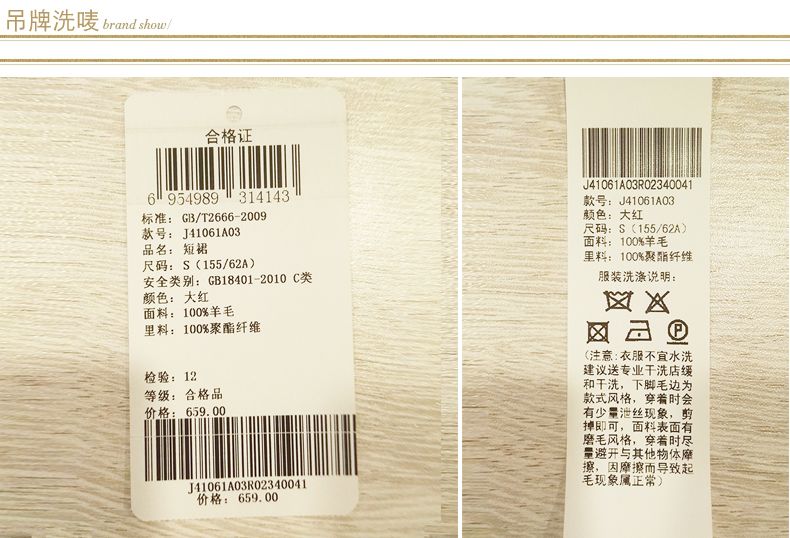 吊牌洗唛 brand show/
合格证
6 954989 314143
标准: GB/T2666-2009
款号: J41061A03
品名: 短裙
尺码: S (155/62A)
安全类别: GB18401-2010 C类
颜色: 大红
面料: 100%羊毛
里料: 100%聚酯纤维
检验: 12
等级: 合格品
价格: 659.00
J41061A03R02340041
价格: 659.00
J41061A03R02340041
款号: J41061A03
颜色: 大红
尺码: S (155/62A)
面料: 100%羊毛
里料: 100%聚酯纤维
服装洗涤说明:
P
(注意:衣服不宜水洗
建议送专业干洗店缓
和干洗, 下脚毛边为
款式风格, 穿着时会
有少量泄丝现象, 剪
掉即可, 面料表面有
磨毛风格, 穿着时尽
量避开与其他物体摩
擦, 因摩擦而导致起
毛现象属正常)